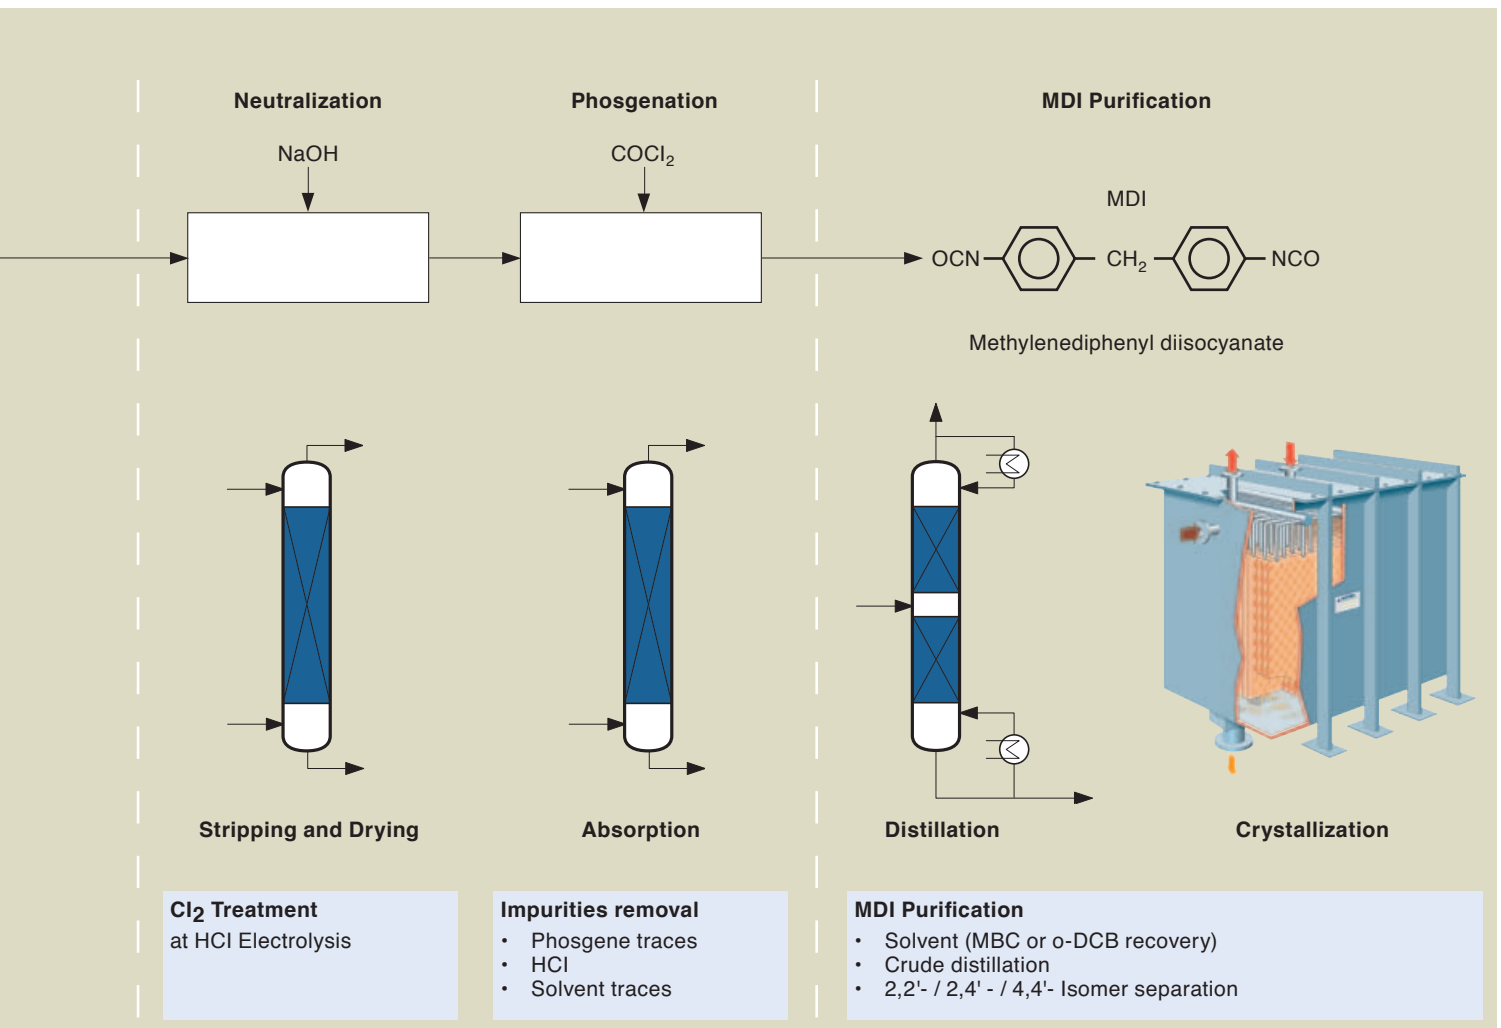 Neutralization
Phosgenation
MDI Purification
NaOH
COCl2
MDI
OCN
CH2
NCO
Methylenediphenyl diisocyanate
Stripping and Drying
Absorption
Distillation
Crystallization
Cl2 Treatment
at HCl Electrolysis
Impurities removal
• Phosgene traces
• HCl
• Solvent traces
MDI Purification
• Solvent (MBC or o-DCB recovery)
• Crude distillation
• 2,2'- / 2,4' - / 4,4'- Isomer separation